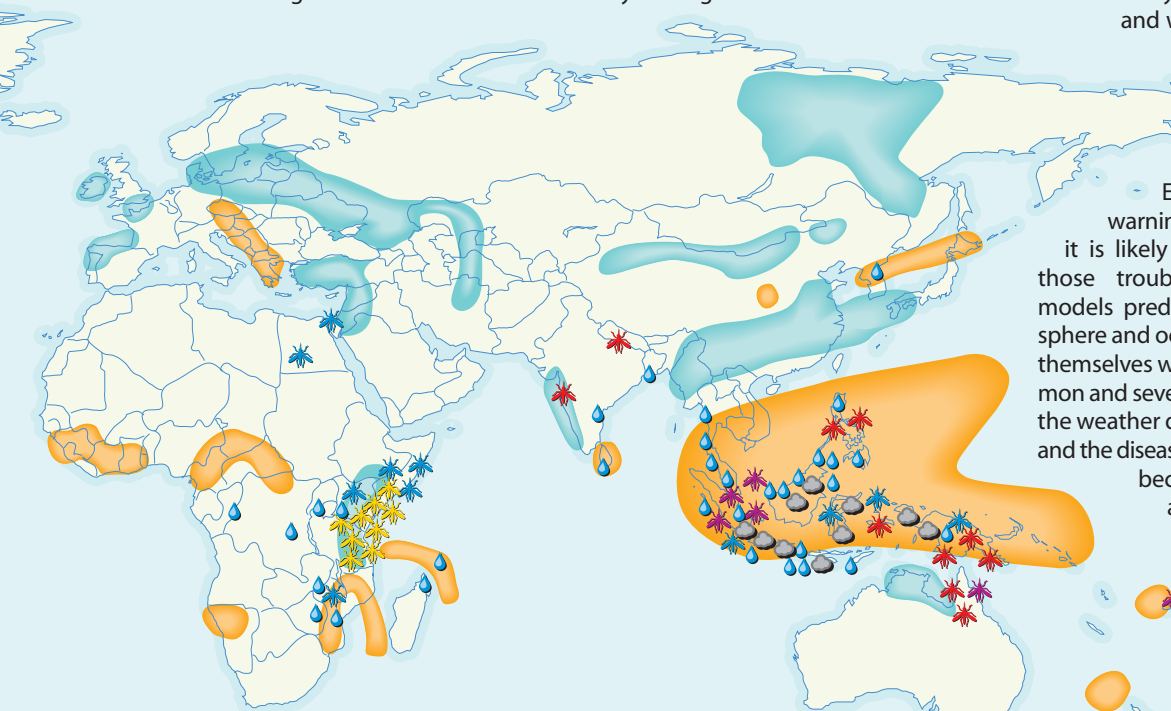 and w
E
warnin
it is likely
those troub
models pred
sphere and oc
themselves w
mon and seve
the weather c
and the diseas
bec
a